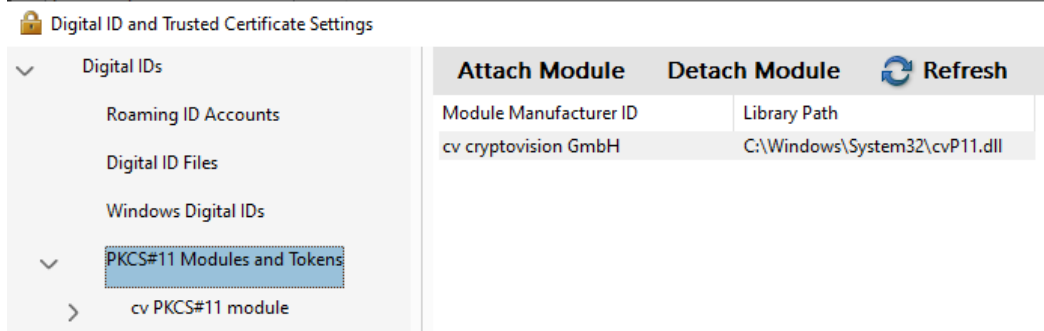 Digital ID and Trusted Certificate Settings
Digital IDs
Roaming ID Accounts
Digital ID Files
Windows Digital IDs
PKCS#11 Modules and Tokens
cv PKCS#11 module
Attach Module Detach Module Refresh
Module Manufacturer ID Library Path
cv cryptovision GmbH C:\Windows\System32\cvP11.dll